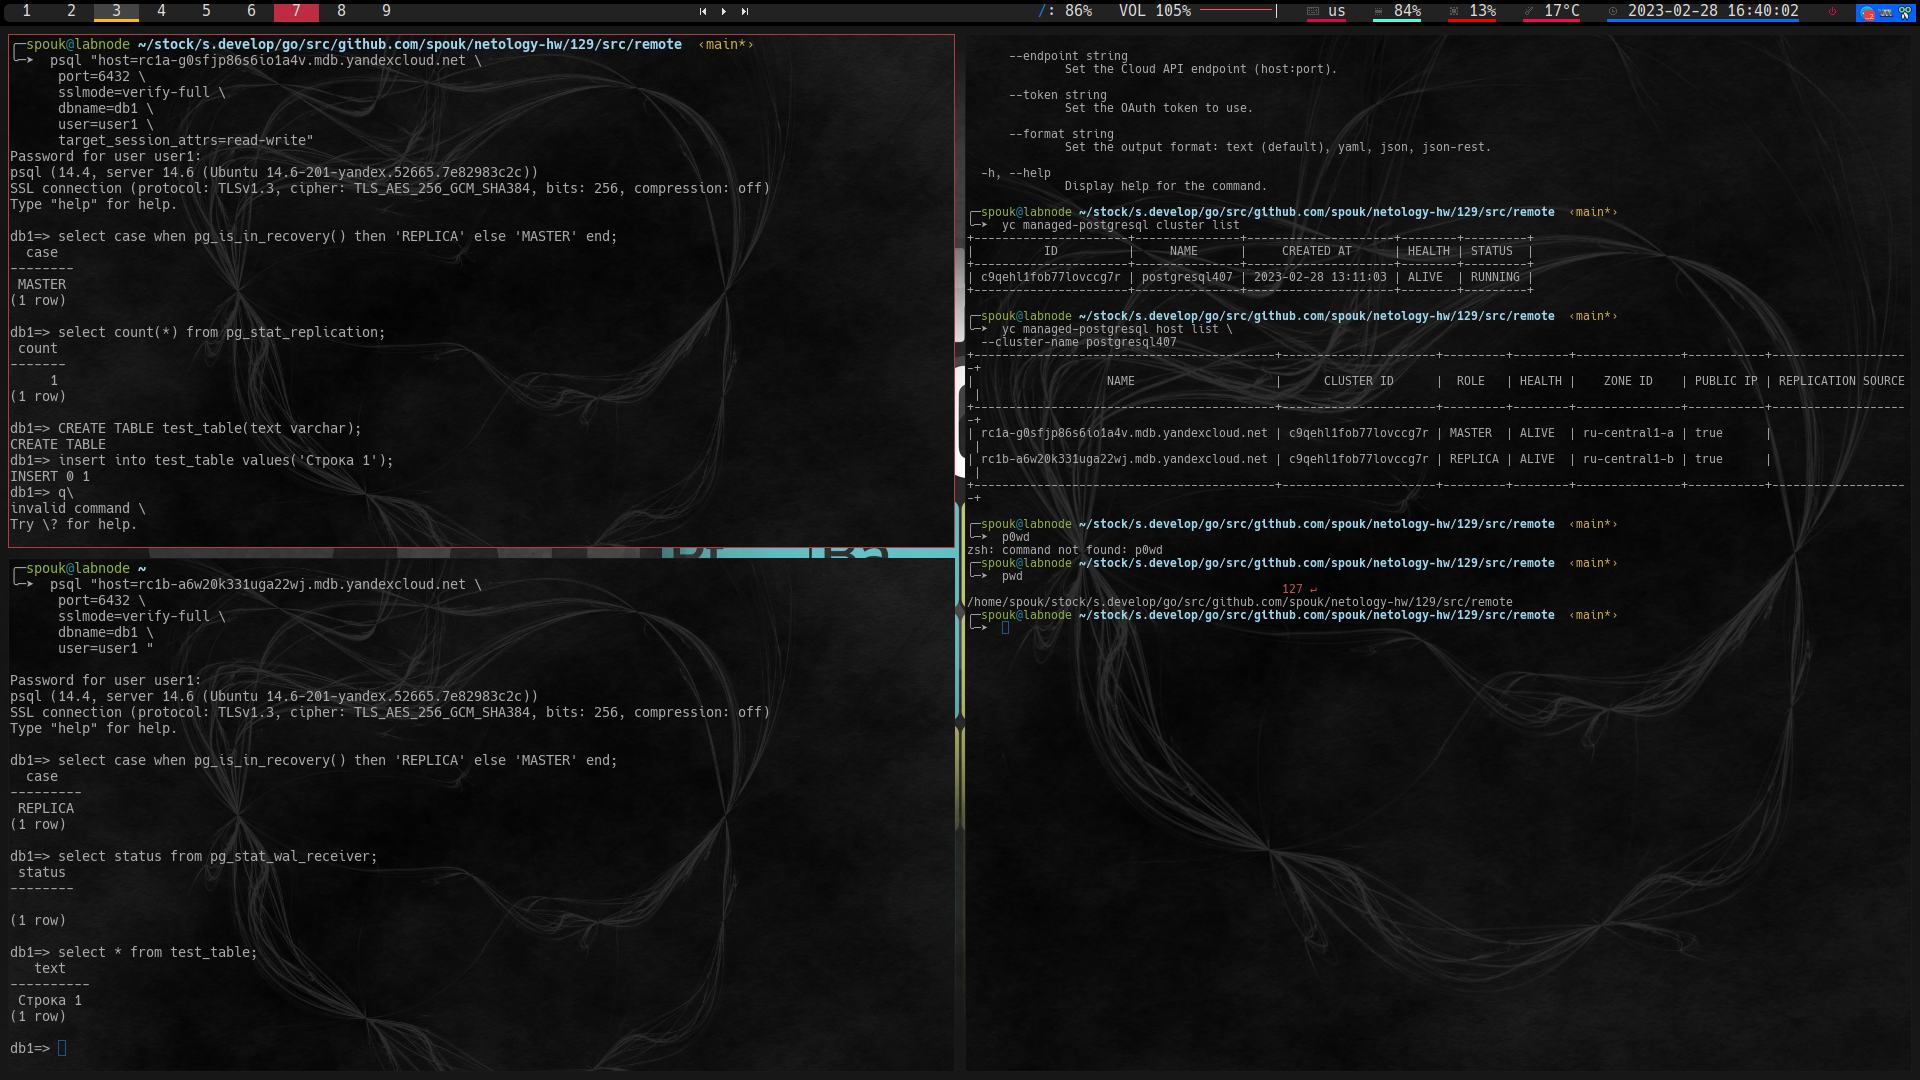 1 2 3 4 5 6 7 8 9 /: 86% VOL 105% us 84% 13% 17°C 2023-02-28 16:40:02
╭─spouk@labnode ~/stock/s.develop/go/src/github.com/spouk/netology-hw/129/src/remote ‹main*›
╰─➤ psql "host=rc1a-g0sfjp86s6io1a4v.mdb.yandexcloud.net \
port=6432 \
sslmode=verify-full \
dbname=db1 \
user=user1 \
target_session_attrs=read-write"
Password for user user1:
psql (14.4, server 14.6 (Ubuntu 14.6-201-yandex.52665.7e82983c2c))
SSL connection (protocol: TLSv1.3, cipher: TLS_AES_256_GCM_SHA384, bits: 256, compression: off)
Type "help" for help.
db1=> select case when pg_is_in_recovery() then 'REPLICA' else 'MASTER' end;
case
--------
MASTER
(1 row)
db1=> select count(*) from pg_stat_replication;
count
-------
1
(1 row)
db1=> CREATE TABLE test_table(text varchar);
CREATE TABLE
db1=> insert into test_table values('Строка 1');
INSERT 0 1
db1=> q\
invalid command \
Try \? for help.
╭─spouk@labnode ~
╰─➤ psql "host=rc1b-a6w20k331uga22wj.mdb.yandexcloud.net \
port=6432 \
sslmode=verify-full \
dbname=db1 \
user=user1 "
Password for user user1:
psql (14.4, server 14.6 (Ubuntu 14.6-201-yandex.52665.7e82983c2c))
SSL connection (protocol: TLSv1.3, cipher: TLS_AES_256_GCM_SHA384, bits: 256, compression: off)
Type "help" for help.
db1=> select case when pg_is_in_recovery() then 'REPLICA' else 'MASTER' end;
case
---------
REPLICA
(1 row)
db1=> select status from pg_stat_wal_receiver;
status
--------
(1 row)
db1=> select * from test_table;
text
----------
Строка 1
(1 row)
db1=>
--endpoint string
Set the Cloud API endpoint (host:port).
--token string
Set the OAuth token to use.
--format string
Set the output format: text (default), yaml, json, json-rest.
-h, --help
Display help for the command.
╭─spouk@labnode ~/stock/s.develop/go/src/github.com/spouk/netology-hw/129/src/remote ‹main*›
╰─➤ yc managed-postgresql cluster list
+----------------------+---------------+---------------------+--------+---------+
| ID | NAME | CREATED AT | HEALTH | STATUS |
+----------------------+---------------+---------------------+--------+---------+
| c9qehl1fob77lovccg7r | postgresql407 | 2023-02-28 13:11:03 | ALIVE | RUNNING |
+----------------------+---------------+---------------------+--------+---------+
╭─spouk@labnode ~/stock/s.develop/go/src/github.com/spouk/netology-hw/129/src/remote ‹main*›
╰─➤ yc managed-postgresql host list \
--cluster-name postgresql407
+-------------------------------------------+----------------------+---------+--------+---------------+-----------+-------------------
-+
| NAME | CLUSTER ID | ROLE | HEALTH | ZONE ID | PUBLIC IP | REPLICATION SOURCE
|
+-------------------------------------------+----------------------+---------+--------+---------------+-----------+-------------------
-+
| rc1a-g0sfjp86s6io1a4v.mdb.yandexcloud.net | c9qehl1fob77lovccg7r | MASTER | ALIVE | ru-central1-a | true |
|
| rc1b-a6w20k331uga22wj.mdb.yandexcloud.net | c9qehl1fob77lovccg7r | REPLICA | ALIVE | ru-central1-b | true |
|
+-------------------------------------------+----------------------+---------+--------+---------------+-----------+-------------------
-+
╭─spouk@labnode ~/stock/s.develop/go/src/github.com/spouk/netology-hw/129/src/remote ‹main*›
╰─➤ p0wd
zsh: command not found: p0wd
╭─spouk@labnode ~/stock/s.develop/go/src/github.com/spouk/netology-hw/129/src/remote ‹main*›
╰─➤ pwd
127 ↵
/home/spouk/stock/s.develop/go/src/github.com/spouk/netology-hw/129/src/remote
╭─spouk@labnode ~/stock/s.develop/go/src/github.com/spouk/netology-hw/129/src/remote ‹main*›
╰─➤